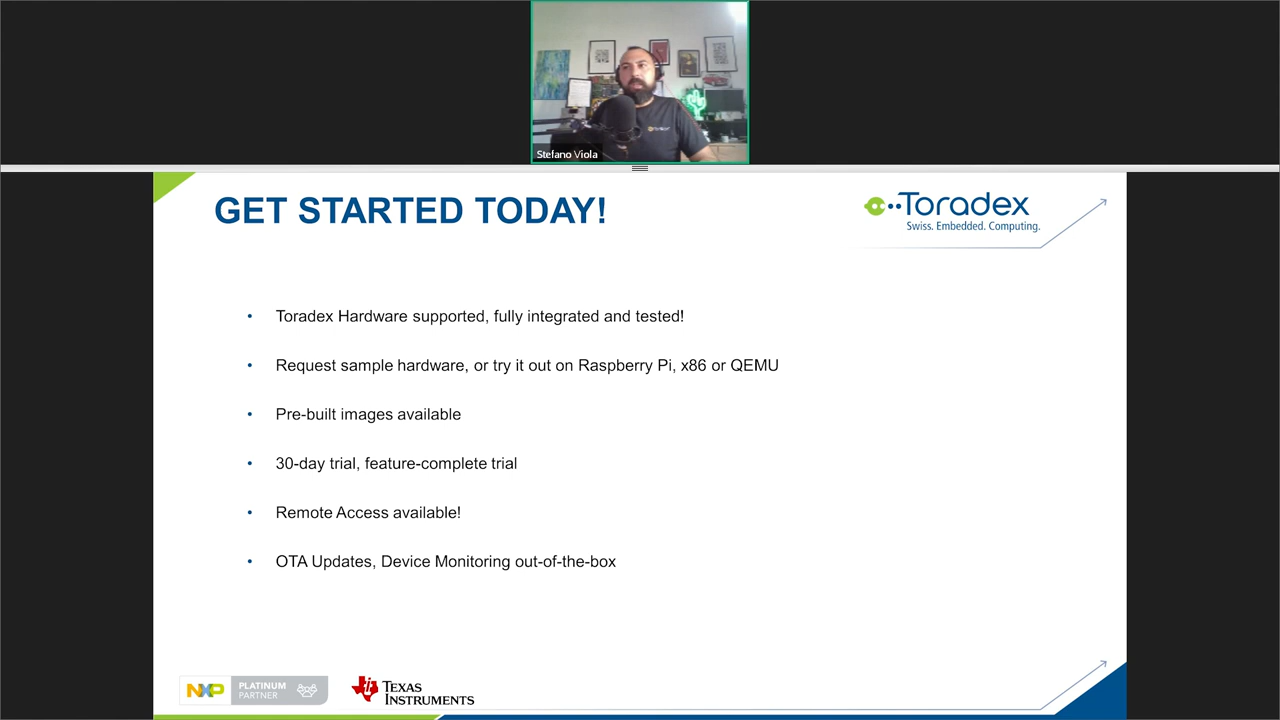 Stefano Viola
GET STARTED TODAY!
Toradex
Swiss. Embedded. Computing.
• Toradex Hardware supported, fully integrated and tested!
• Request sample hardware, or try it out on Raspberry Pi, x86 or QEMU
• Pre-built images available
• 30-day trial, feature-complete trial
• Remote Access available!
• OTA Updates, Device Monitoring out-of-the-box
NXP
PLATINUM
PARTNER
TEXAS
INSTRUMENTS